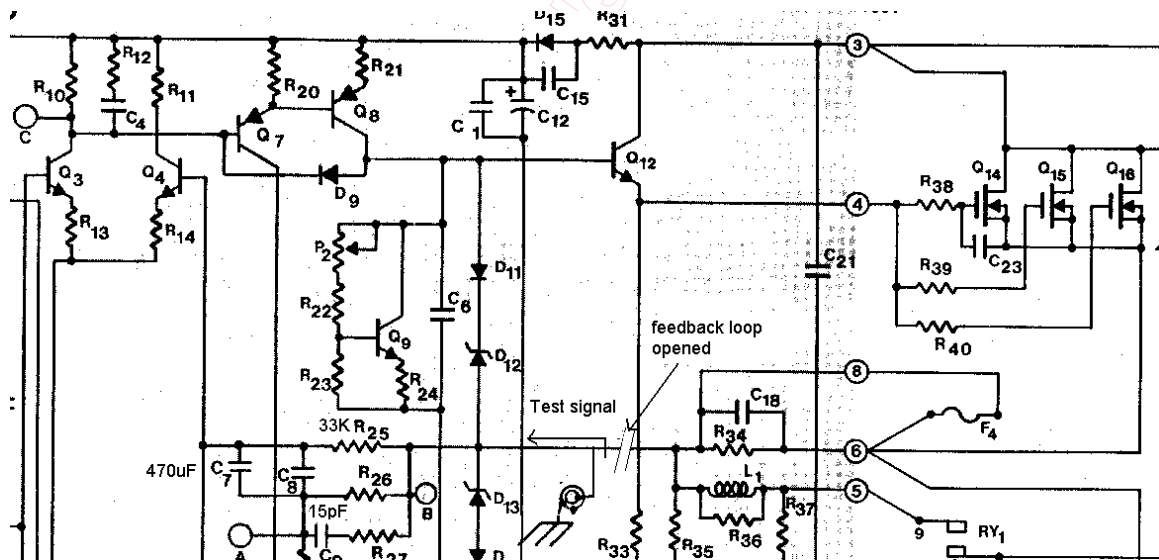 D15
R31
R12
R21
3
R10
R11
R20
+
C15
C4
Q8
C
Q7
C1
C12
Q3
Q4
Q12
Q14
Q15
Q16
D9
R38
4
R13
R14
P2
D11
C21
C23
R39
R22
C6
feedback loop
opened
Q9
R40
D12
R23
R24
8
Test signal
C18
33K R25
R34
F4
6
470uF
C7
C8
R26
L1
B
D13
5
15pF
R37
A
R36
9
RY1
R27
R33
R35
D